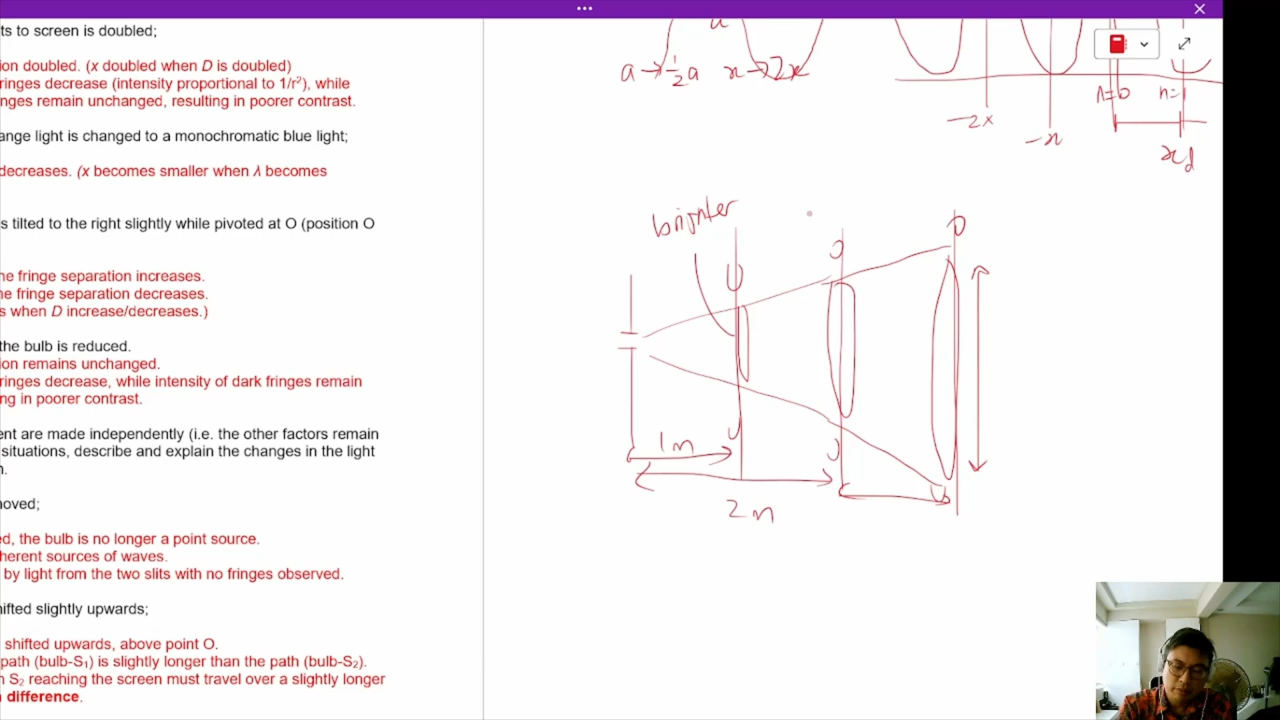 ts to screen is doubled;
ion doubled. (x doubled when D is doubled)
ringes decrease (intensity proportional to 1/r²), while
nges remain unchanged, resulting in poorer contrast.
ange light is changed to a monochromatic blue light;
decreases. (x becomes smaller when λ becomes
is tilted to the right slightly while pivoted at O (position O
he fringe separation increases.
he fringe separation decreases.
s when D increase/decreases.)
the bulb is reduced.
ion remains unchanged.
ringes decrease, while intensity of dark fringes remain
ng in poorer contrast.
ent are made independently (i.e. the other factors remain
situations, describe and explain the changes in the light
n.
noved;
ed, the bulb is no longer a point source.
herent sources of waves.
by light from the two slits with no fringes observed.
hifted slightly upwards;
shifted upwards, above point O.
path (bulb-S₁) is slightly longer than the path (bulb-S₂).
n S₂ reaching the screen must travel over a slightly longer
difference.
a
a → ½a x → 2x
n=0 n=1
-2x
-x
brighter
1m
2m